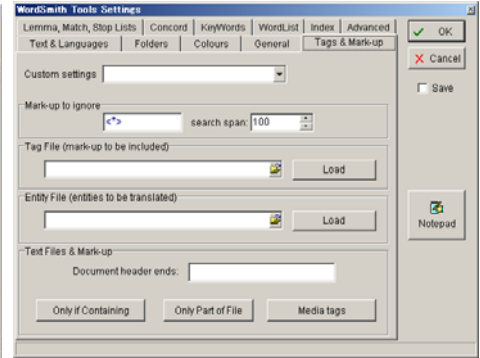 WordSmith Tools Settings
Lemma, Match, Stop Lists Concord KeyWords WordList Index Advanced
Text & Languages Folders Colours General Tags & Mark-up
OK
Cancel
Save
Custom settings
Mark-up to ignore
<*> search span: 100
Tag File (mark-up to be included)
Load
Entity File (entities to be translated)
Load
Notepad
Text Files & Mark-up
Document header ends:
Only if Containing Only Part of File Media tags